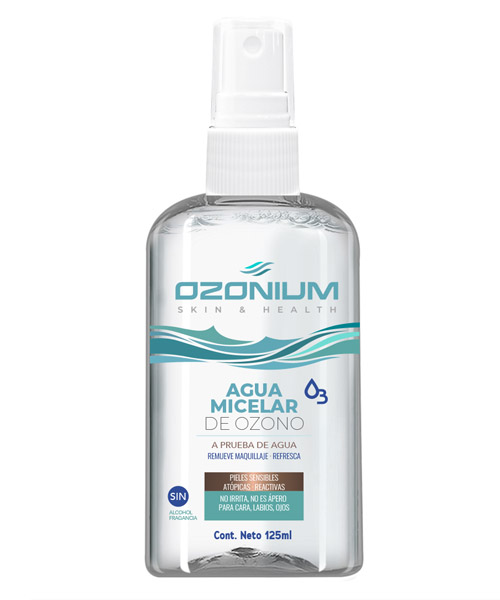 OZONIUM
SKIN & HEALTH
AGUA
MICELAR
DE OZONO
O3
A PRUEBA DE AGUA
REMUEVE MAQUILLAJE · REFRESCA
PIELES SENSIBLES
ATÓPICAS · REACTIVAS
NO IRRITA, NO ES ÁPERO
PARA CARA, LABIOS, OJOS
SIN
ALCOHOL
FRAGANCIA
Cont. Neto 125ml